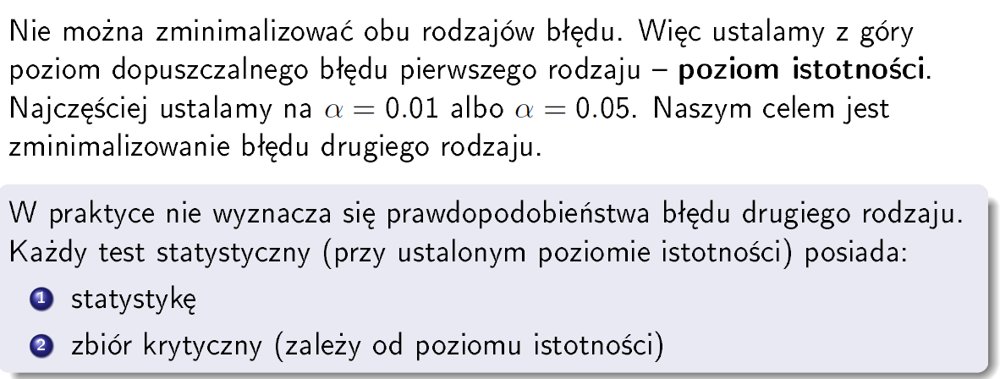 Nie można zminimalizować obu rodzajów błędu. Więc ustalamy z góry
poziom dopuszczalnego błędu pierwszego rodzaju – poziom istotności.
Najczęściej ustalamy na α = 0.01 albo α = 0.05. Naszym celem jest
zminimalizowanie błędu drugiego rodzaju.
W praktyce nie wyznacza się prawdopodobieństwa błędu drugiego rodzaju.
Każdy test statystyczny (przy ustalonym poziomie istotności) posiada:
1 statystykę
2 zbiór krytyczny (zależy od poziomu istotności)